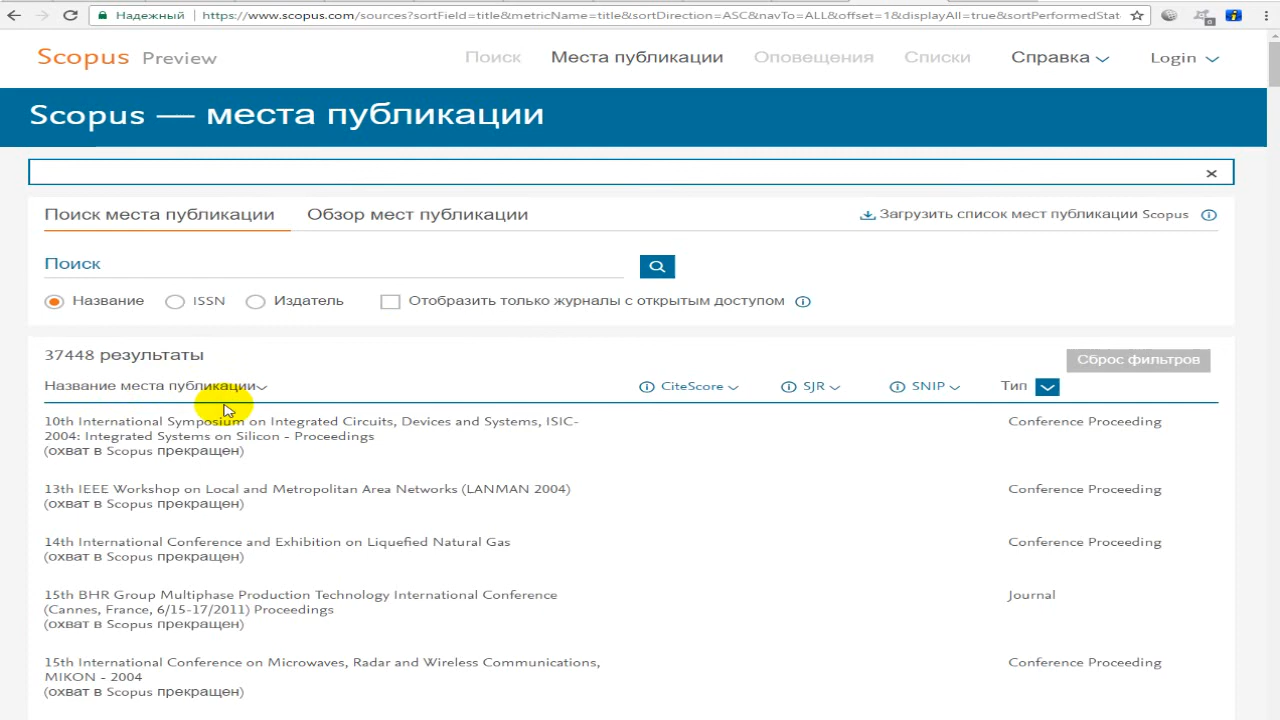 Надежный https://www.scopus.com/sources?sortField=title&metricName=title&sortDirection=ASC&navTo=ALL&offset=1&displayAll=true&sortPerformedStat
Scopus Preview Поиск Места публикации Оповещения Списки Справка Login
Scopus — места публикации
Поиск места публикации Обзор мест публикации Загрузить список мест публикации Scopus
Поиск
Название ISSN Издатель Отобразить только журналы с открытым доступом
37448 результаты
Сброс фильтров
Название места публикации CiteScore SJR SNIP Тип
10th International Symposium on Integrated Circuits, Devices and Systems, ISIC- Conference Proceeding
2004: Integrated Systems on Silicon - Proceedings
(охват в Scopus прекращен)
13th IEEE Workshop on Local and Metropolitan Area Networks (LANMAN 2004) Conference Proceeding
(охват в Scopus прекращен)
14th International Conference and Exhibition on Liquefied Natural Gas Conference Proceeding
(охват в Scopus прекращен)
15th BHR Group Multiphase Production Technology International Conference Journal
(Cannes, France, 6/15-17/2011) Proceedings
(охват в Scopus прекращен)
15th International Conference on Microwaves, Radar and Wireless Communications, Conference Proceeding
MIKON - 2004
(охват в Scopus прекращен)